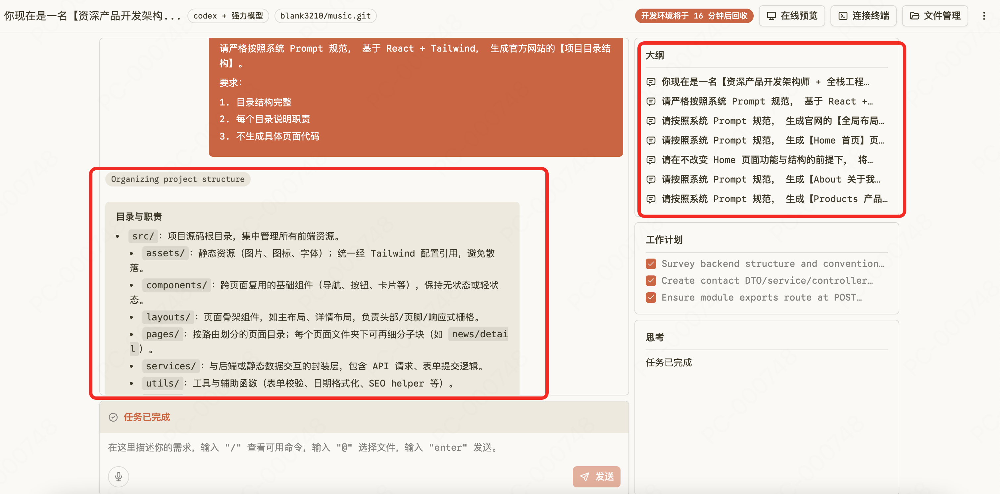 你现在是一名【资深产品开发架构...
codex + 强力模型
blank3210/music.git
开发环境将于 16 分钟后回收
在线预览
连接终端
文件管理
请严格按照系统 Prompt 规范， 基于 React + Tailwind， 生成官方网站的【项目目录结
构】。
要求：
1. 目录结构完整
2. 每个目录说明职责
3. 不生成具体页面代码
Organizing project structure
目录与职责
• src/：项目源码根目录，集中管理所有前端资源。
• assets/：静态资源（图片、图标、字体）；统一经 Tailwind 配置引用，避免散
落。
• components/：跨页面复用的基础组件（导航、按钮、卡片等），保持无状态或轻状
态。
• layouts/：页面骨架组件，如主布局、详情布局，负责头部/页脚/响应式栅格。
• pages/：按路由划分的页面目录；每个页面文件夹下可再细分子块（如 news/detai
l）。
• services/：与后端或静态数据交互的封装层，包含 API 请求、表单提交逻辑。
• utils/：工具与辅助函数（表单校验、日期格式化、SEO helper 等）。
任务已完成
在这里描述你的需求，输入 "/" 查看可用命令，输入 "@" 选择文件，输入 "enter" 发送。
发送
大纲
你现在是一名【资深产品开发架构师 + 全栈工程…
请严格按照系统 Prompt 规范， 基于 React +…
请按照系统 Prompt 规范， 生成官网的【全局布局…
请按照系统 Prompt 规范， 生成【Home 首页】页…
请在不改变 Home 页面功能与结构的前提下， 将…
请按照系统 Prompt 规范， 生成【About 关于我…
请按照系统 Prompt 规范， 生成【Products 产品…
工作计划
Survey backend structure and convention…
Create contact DTO/service/controller…
Ensure module exports route at POST…
思考
任务已完成
PC-000748